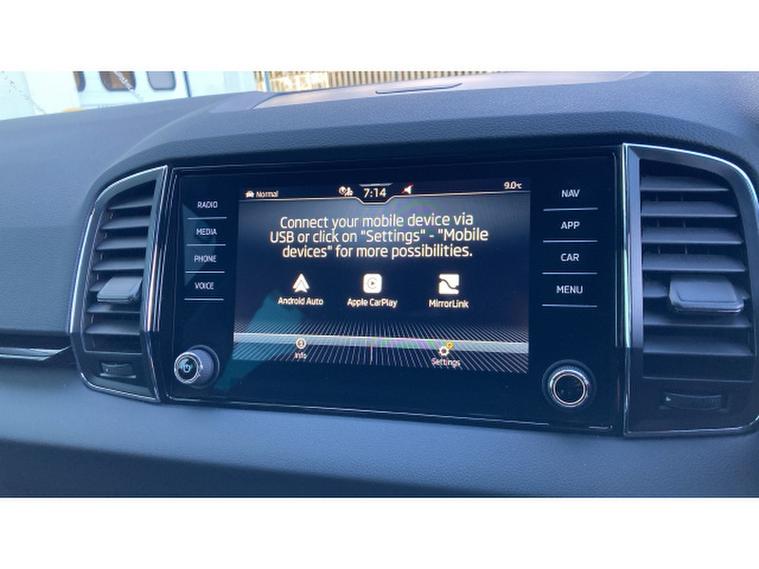 Normal 7:14 9.0°C
RADIO
MEDIA
PHONE
VOICE
Connect your mobile device via
USB or click on "Settings" - "Mobile
devices" for more possibilities.
Android Auto Apple CarPlay MirrorLink
Info Settings
NAV
APP
CAR
MENU